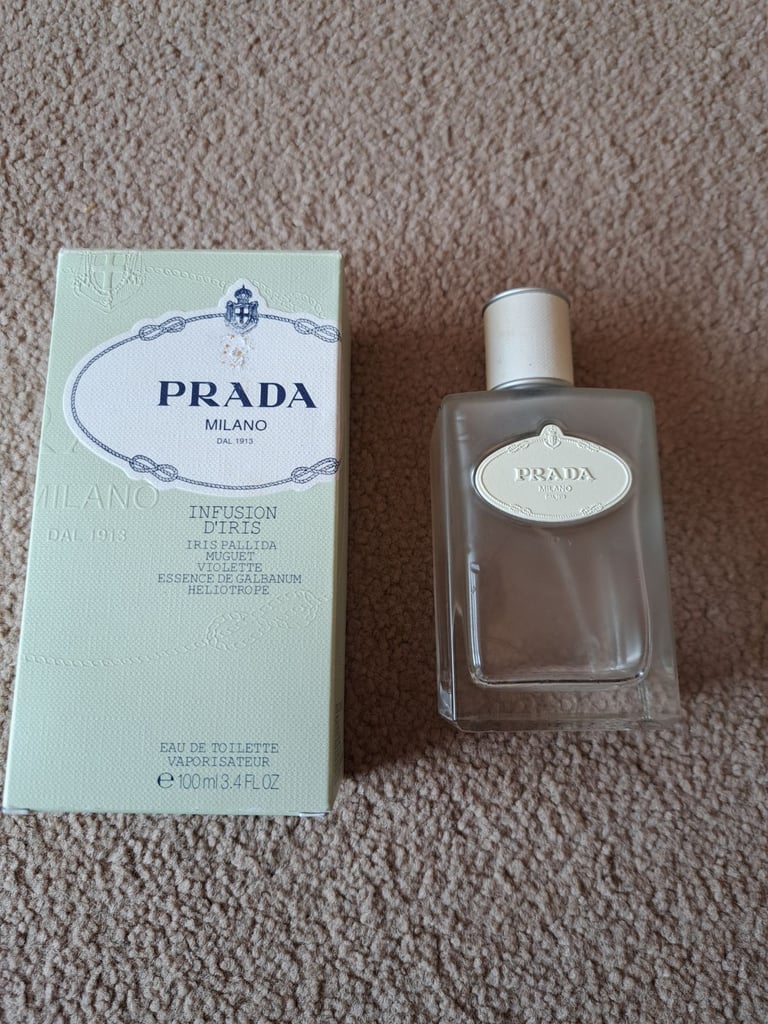 PRADA
MILANO
DAL 1913
INFUSION
D'IRIS
IRIS PALLIDA
MUGUET
VIOLETTE
ESSENCE DE GALBANUM
HELIOTROPE
EAU DE TOILETTE
VAPORISATEUR
℮ 100 ml 3.4 FL OZ
MILANO
DAL 1913
PRADA
MILANO